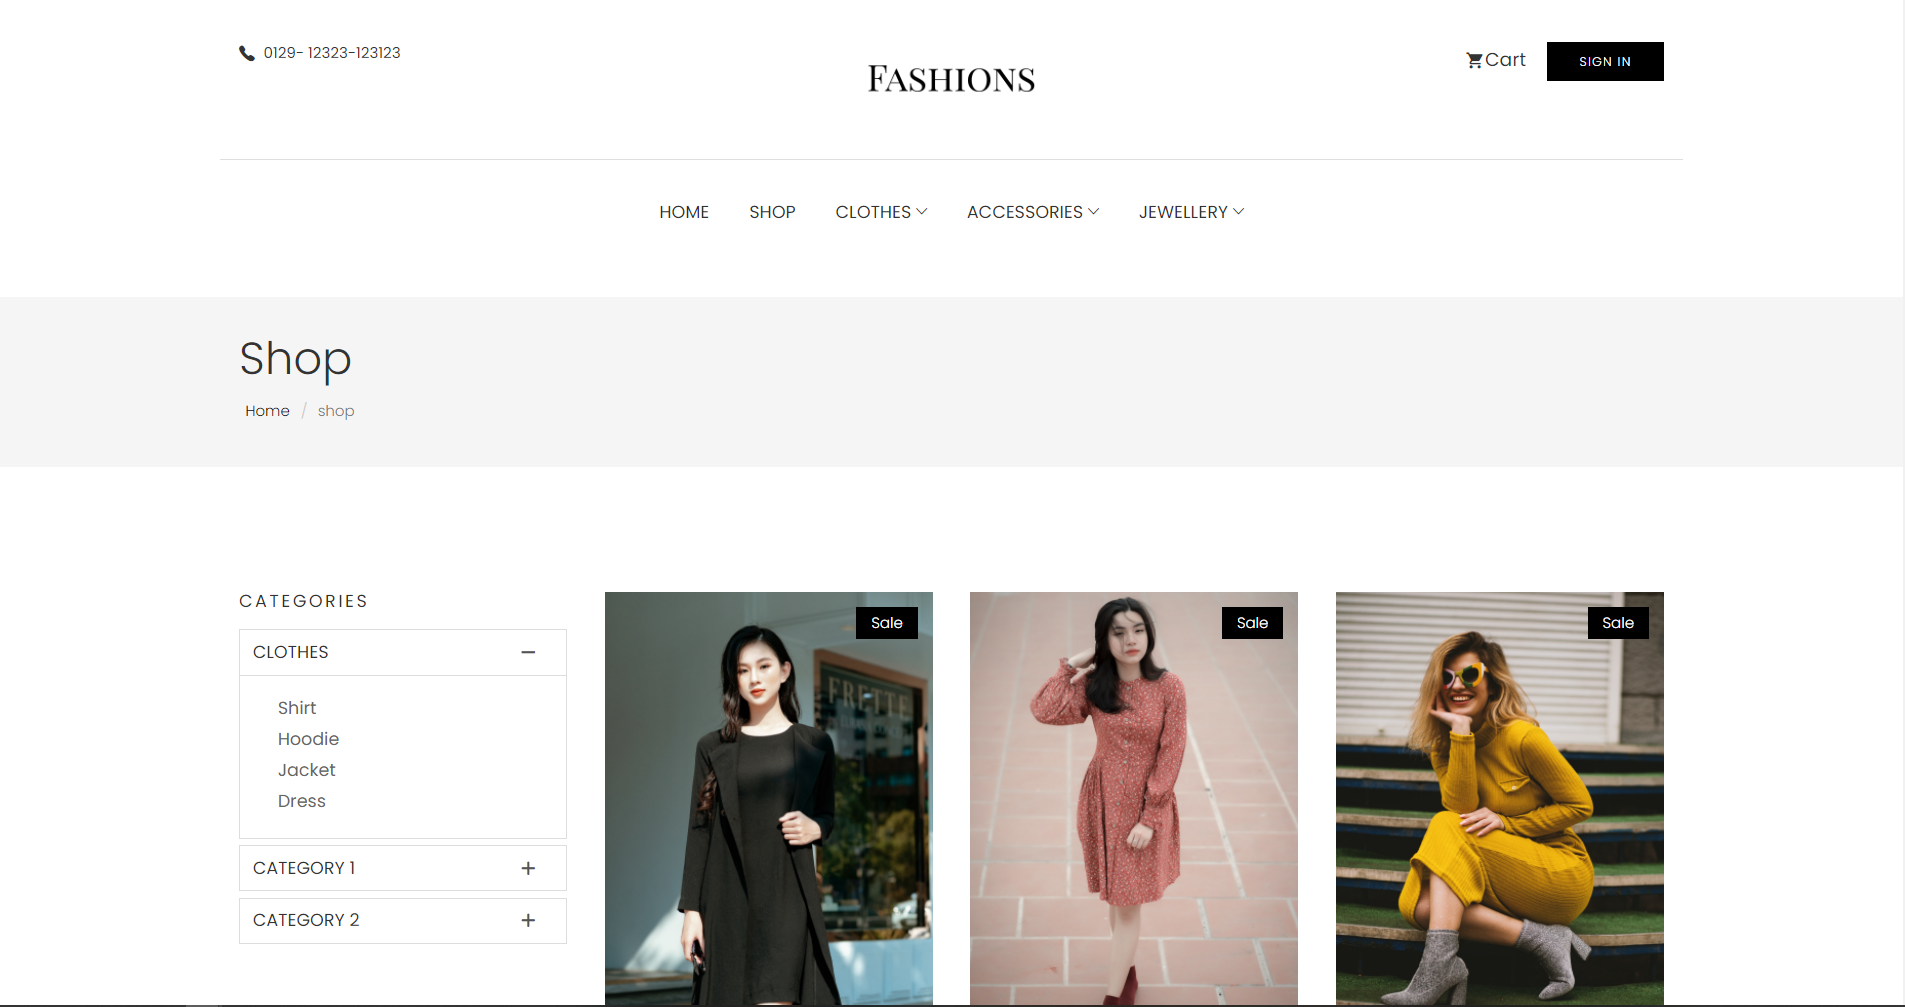 0129- 12323-123123
FASHIONS
Cart
SIGN IN
HOME
SHOP
CLOTHES
ACCESSORIES
JEWELLERY
Shop
Home / shop
CATEGORIES
CLOTHES
Shirt
Hoodie
Jacket
Dress
CATEGORY 1
CATEGORY 2
Sale
FRETTE
Sale
Sale